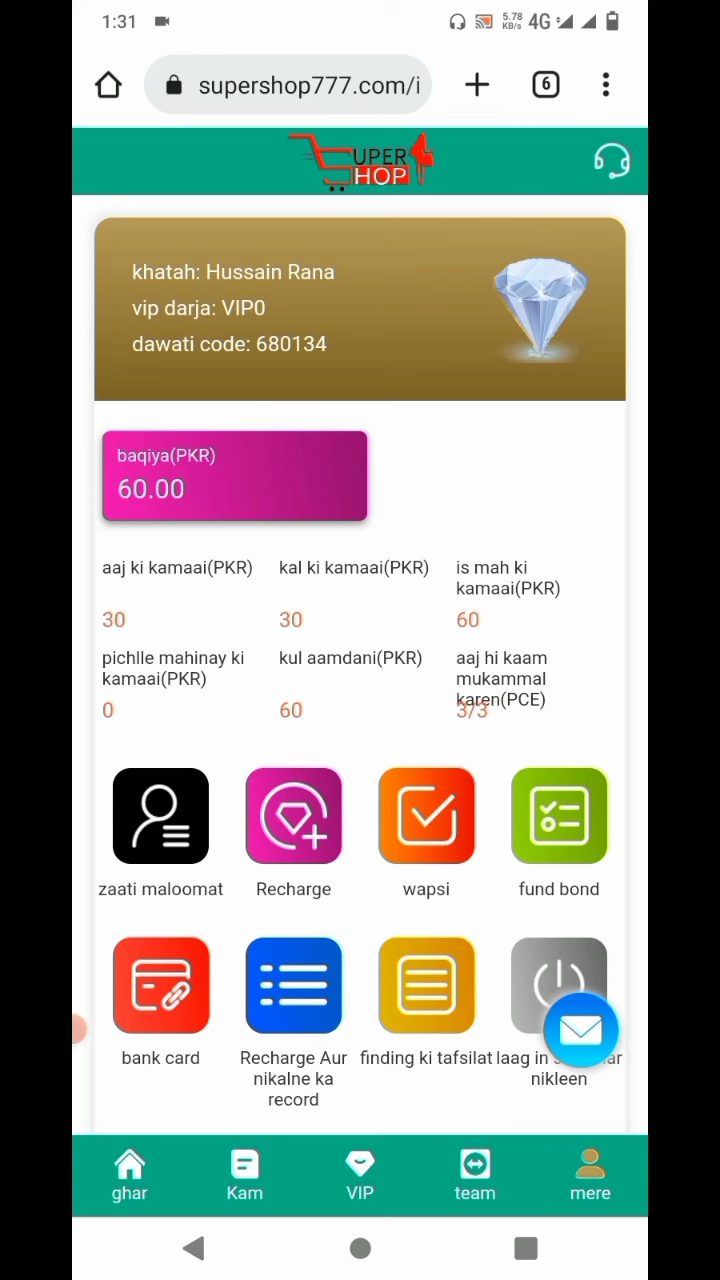 1:31
5.78
KB/s
4G
supershop777.com/i
6
UPER
HOP
khatah: Hussain Rana
vip darja: VIP0
dawati code: 680134
baqiya(PKR)
60.00
aaj ki kamaai(PKR)
kal ki kamaai(PKR)
is mah ki
kamaai(PKR)
30
30
60
pichlle mahinay ki
kamaai(PKR)
kul aamdani(PKR)
aaj hi kaam
mukammal
karen(PCE)
0
60
3/3
zaati maloomat
Recharge
wapsi
fund bond
bank card
Recharge Aur
nikalne ka
record
finding ki tafsilat
laag in
nikleen
ghar
Kam
VIP
team
mere